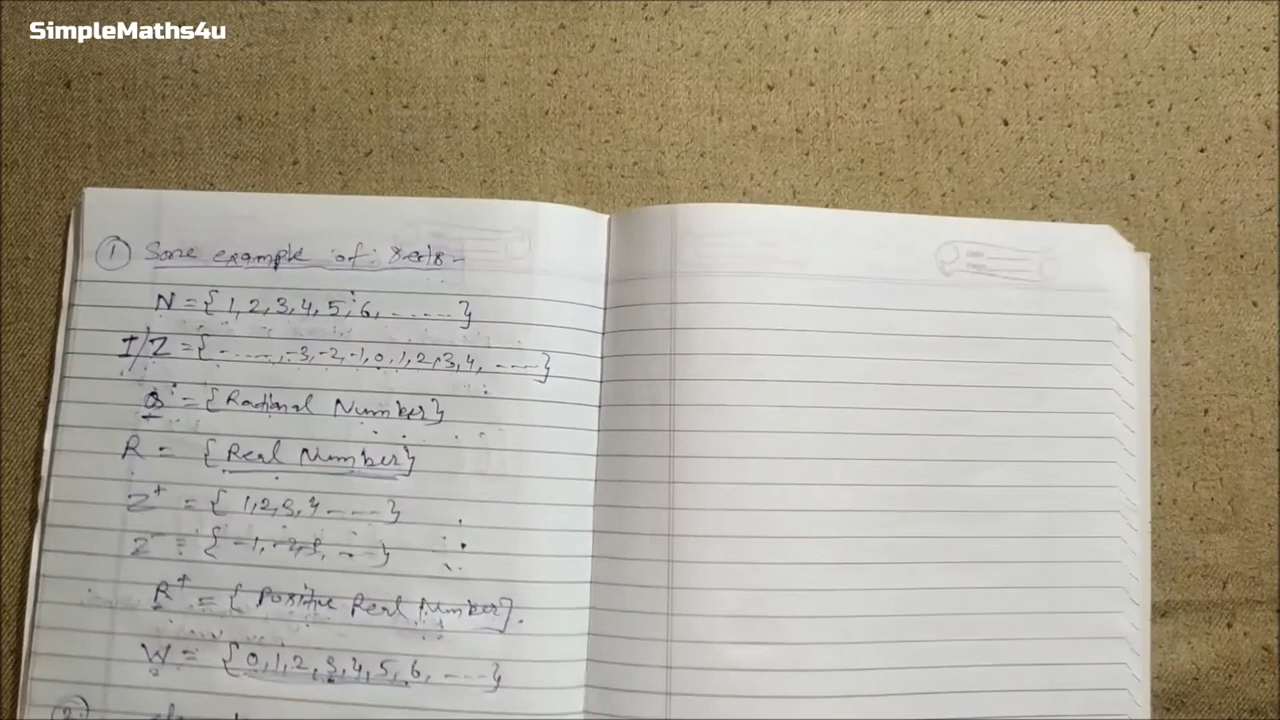 SimpleMaths4u
① Some example of sets-
N = { 1, 2, 3, 4, 5, 6, ...... }
I/Z = { ......, -3, -2, -1, 0, 1, 2, 3, 4, ...... }
Q = { Rational Number }
R = { Real Number }
Z⁺ = { 1, 2, 3, 4 ...... }
Z⁻ = { -1, -2, 3, ..... }
R⁺ = { Positive Real Number }.
W = { 0, 1, 2, 3, 4, 5, 6, ..... }
2.